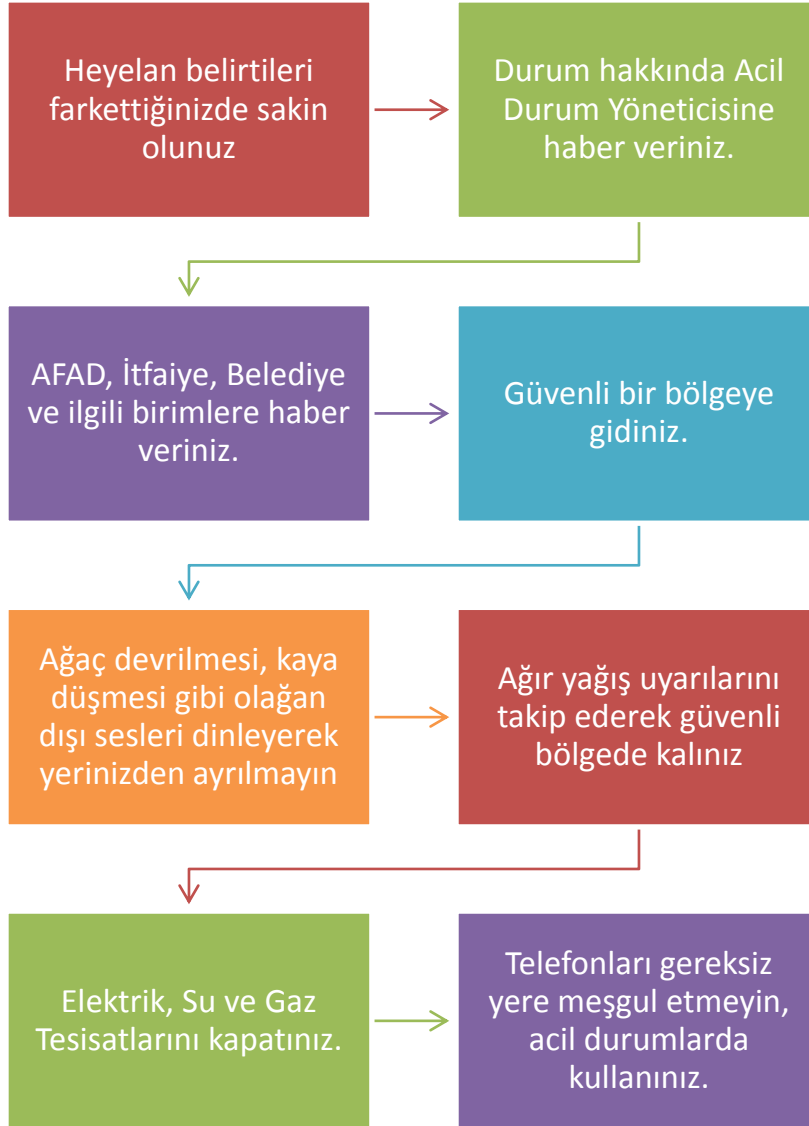 Heyelan belirtileri
farkettiğinizde sakin
olunuz
Durum hakkında Acil
Durum Yöneticisine
haber veriniz.
AFAD, İtfaiye, Belediye
ve ilgili birimlere haber
veriniz.
Güvenli bir bölgeye
gidiniz.
Ağaç devrilmesi, kaya
düşmesi gibi olağan
dışı sesleri dinleyerek
yerinizden ayrılmayın
Ağır yağış uyarılarını
takip ederek güvenli
bölgede kalınız
Elektrik, Su ve Gaz
Tesisatlarını kapatınız.
Telefonları gereksiz
yere meşgul etmeyin,
acil durumlarda
kullanınız.